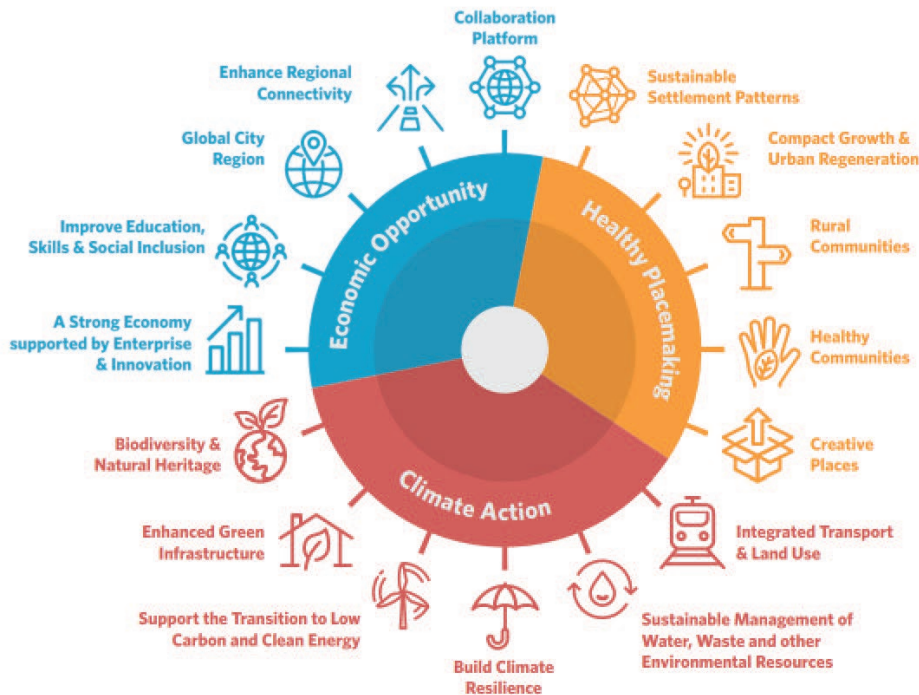 Collaboration
Platform
Enhance Regional
Connectivity
Global City
Region
Improve Education,
Skills & Social Inclusion
A Strong Economy
supported by Enterprise
& Innovation
Economic Opportunity
Sustainable
Settlement Patterns
Compact Growth &
Urban Regeneration
Rural
Communities
Healthy
Communities
Creative
Places
Healthy Placemaking
Integrated Transport
& Land Use
Sustainable Management of
Water, Waste and other
Environmental Resources
Build Climate
Resilience
Support the Transition to Low
Carbon and Clean Energy
Enhanced Green
Infrastructure
Biodiversity &
Natural Heritage
Climate Action